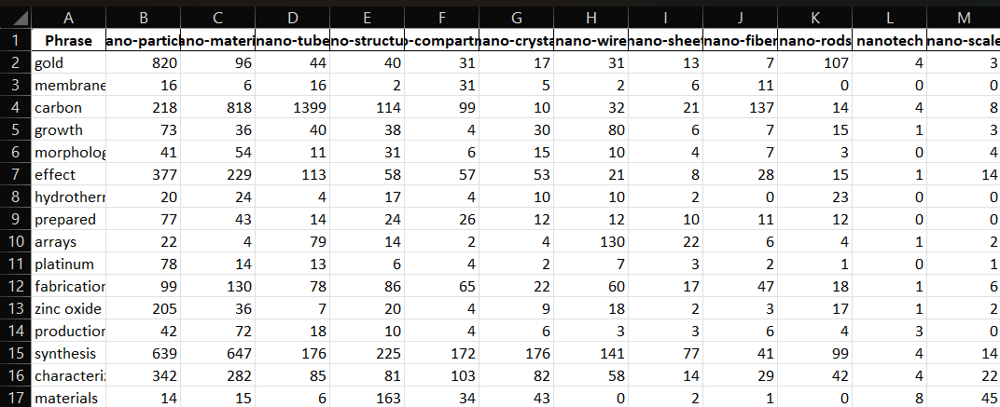 A B C D E F G H I J K L M
1 Phrase ano-partic ano-materi nano-tube no-structu o-compartn ano-crysta nano-wire nano-sheet nano-fiber nano-rods nanotech nano-scale
2 gold 820 96 44 40 31 17 31 13 7 107 4 3
3 membrane 16 6 16 2 31 5 2 6 11 0 0 0
4 carbon 218 818 1399 114 99 10 32 21 137 14 4 8
5 growth 73 36 40 38 4 30 80 6 7 15 1 3
6 morpholog 41 54 11 31 6 15 10 4 7 3 0 4
7 effect 377 229 113 58 57 53 21 8 28 15 1 14
8 hydrother 20 24 4 17 4 10 10 2 0 23 0 0
9 prepared 77 43 14 24 26 12 12 10 11 12 0 0
10 arrays 22 4 79 14 2 4 130 22 6 4 1 2
11 platinum 78 14 13 6 4 2 7 3 2 1 0 1
12 fabrication 99 130 78 86 65 22 60 17 47 18 1 6
13 zinc oxide 205 36 7 20 4 9 18 2 3 17 1 2
14 production 42 72 18 10 4 6 3 3 6 4 3 0
15 synthesis 639 647 176 225 172 176 141 77 41 99 4 14
16 characteri 342 282 85 81 103 82 58 14 29 42 4 22
17 materials 14 15 6 163 34 43 0 2 1 0 8 45